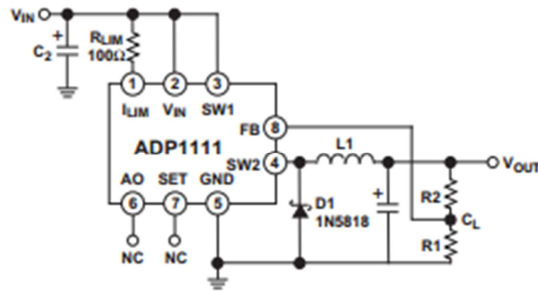 VIN
C2
+
RLIM
100Ω
1
2
3
ILIM
VIN
SW1
FB
8
ADP1111
SW2
4
L1
VOUT
AO
SET
GND
6
7
5
D1
1N5818
+
R2
CL
R1
NC
NC